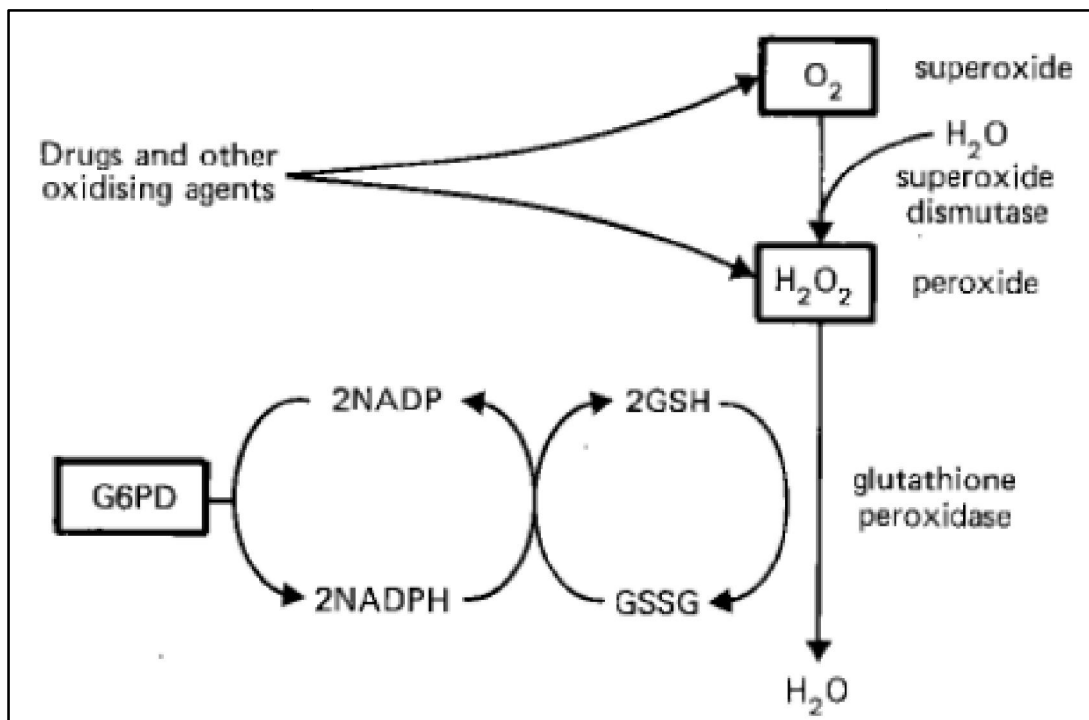 O₂
superoxide
H₂O
Drugs and other
oxidising agents
superoxide
dismutase
H₂O₂
peroxide
2NADP
2GSH
G6PD
glutathione
peroxidase
2NADPH
GSSG
H₂O